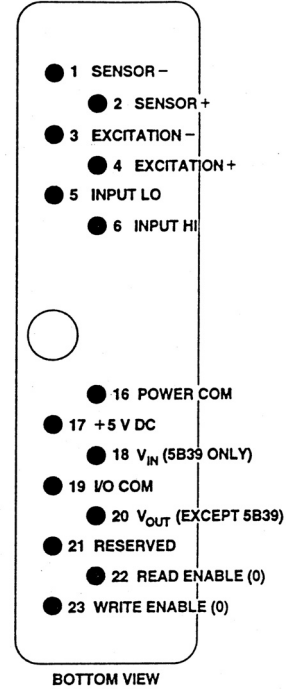 1 SENSOR −
2 SENSOR +
3 EXCITATION −
4 EXCITATION +
5 INPUT LO
6 INPUT HI
16 POWER COM
17 +5 V DC
18 VIN (5B39 ONLY)
19 I/O COM
20 VOUT (EXCEPT 5B39)
21 RESERVED
22 READ ENABLE (0)
23 WRITE ENABLE (0)
BOTTOM VIEW